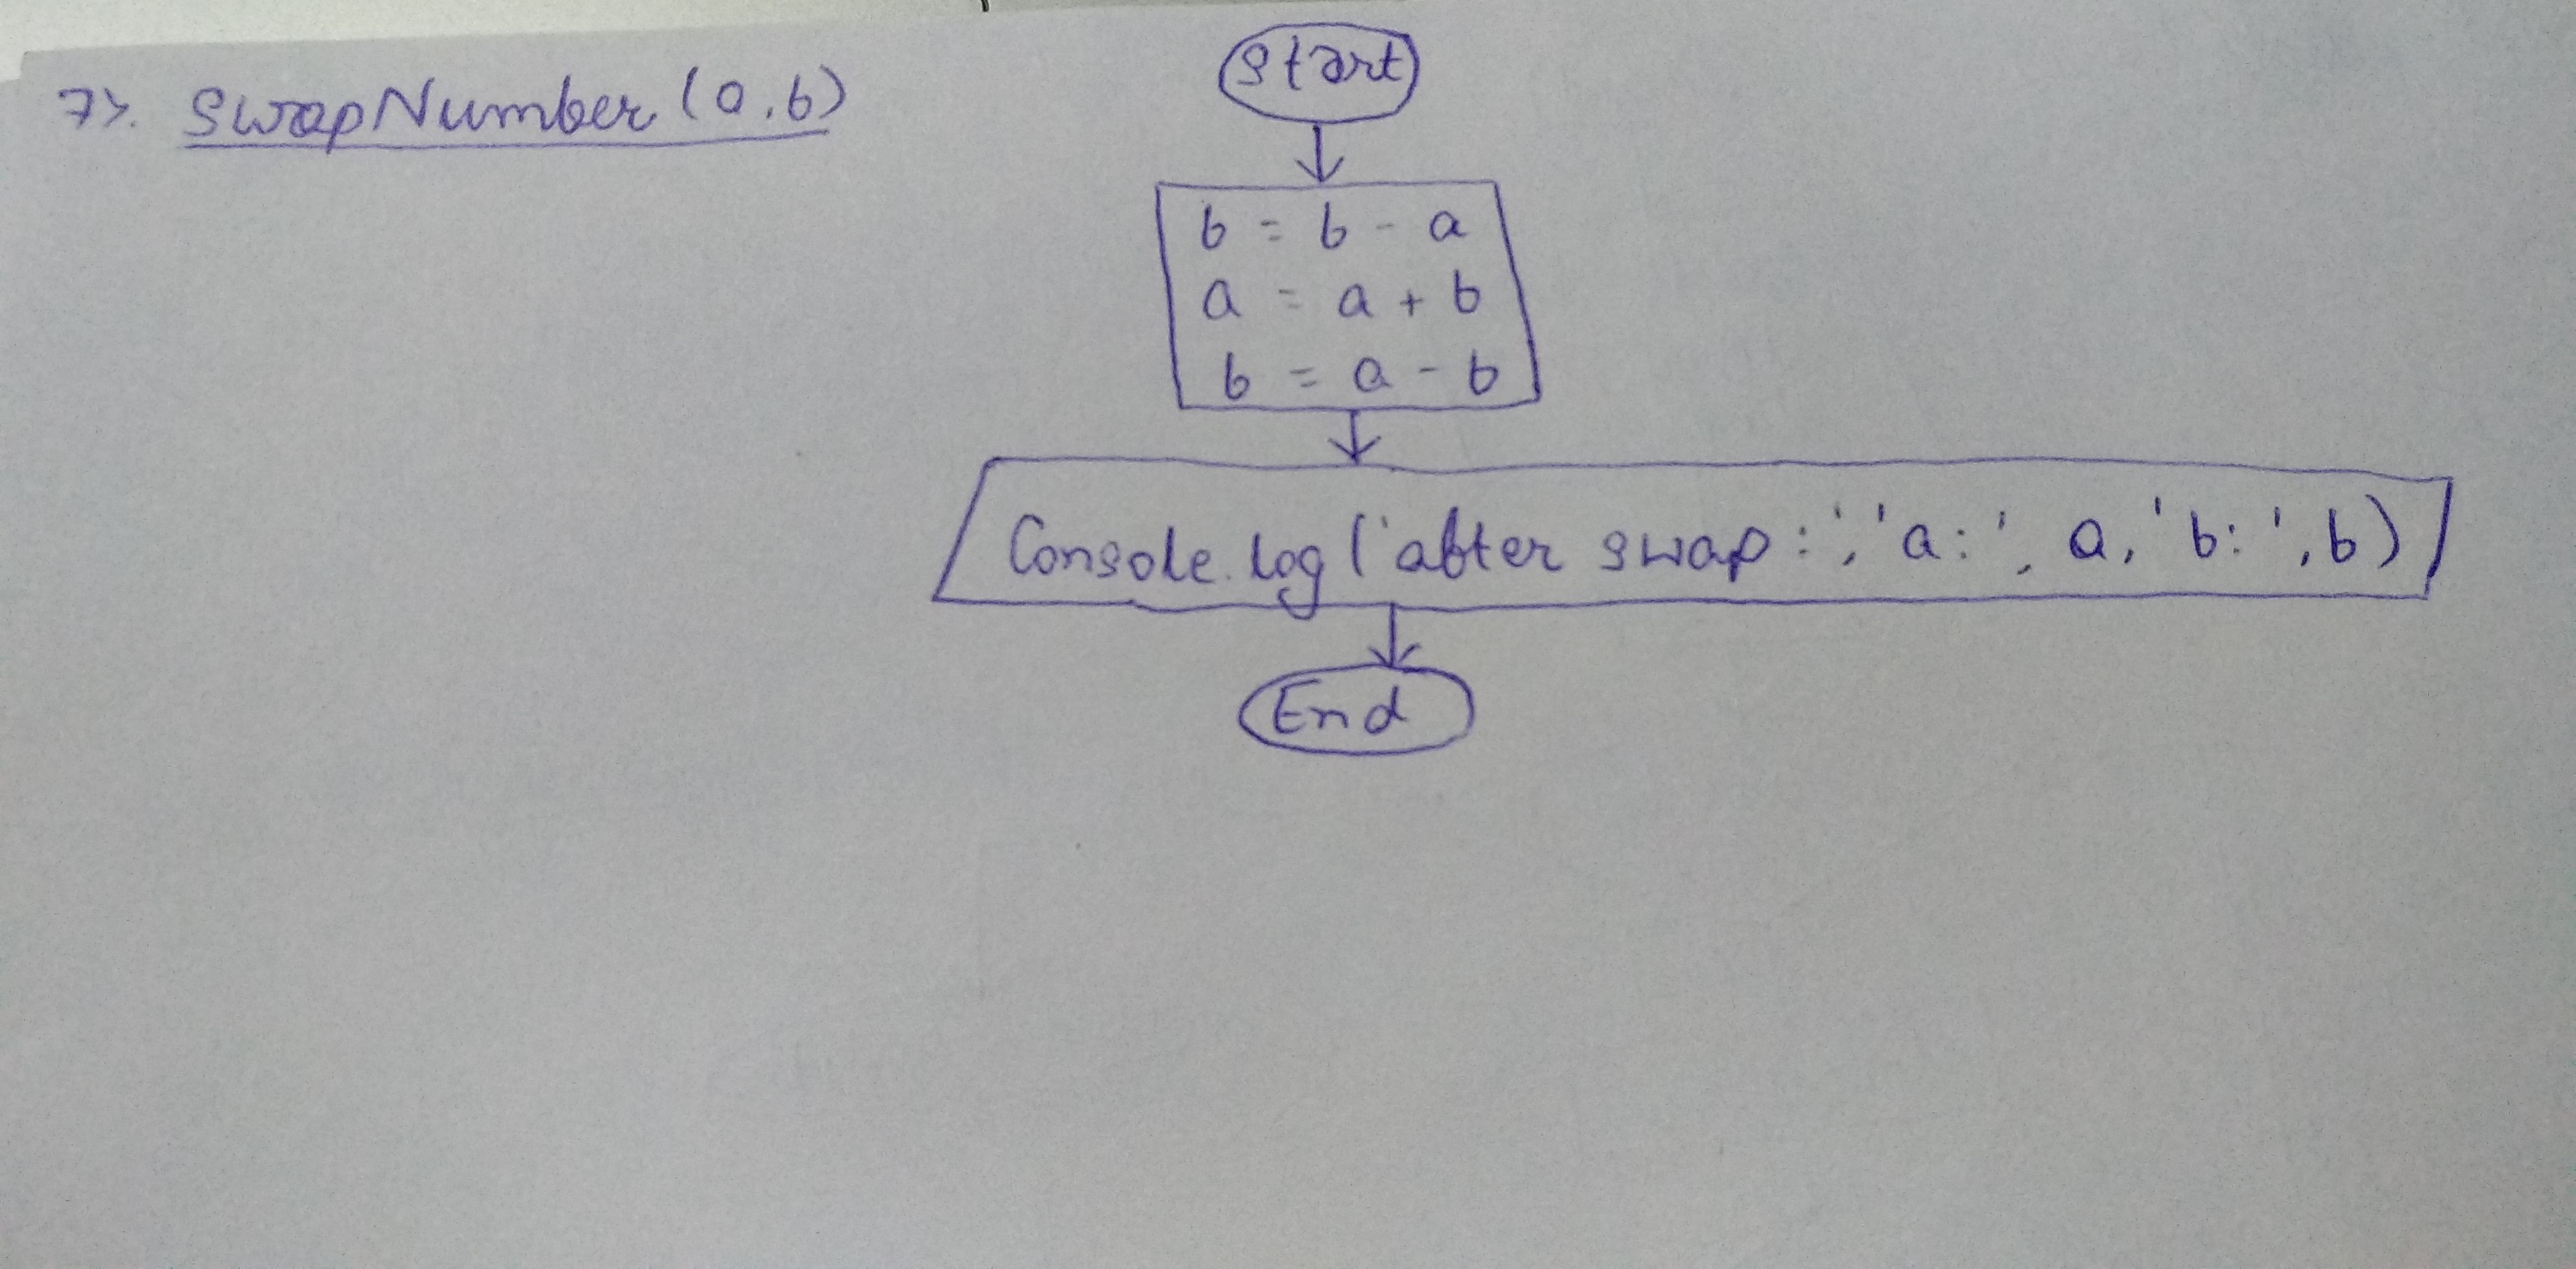 7). swapNumber(a,b)
start
b = b - a
a = a + b
b = a - b
Console.log('after swap:','a:', a,'b:',b)
End